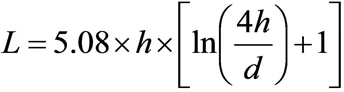 L = 5.08 × h × [ln(4h/d) + 1]